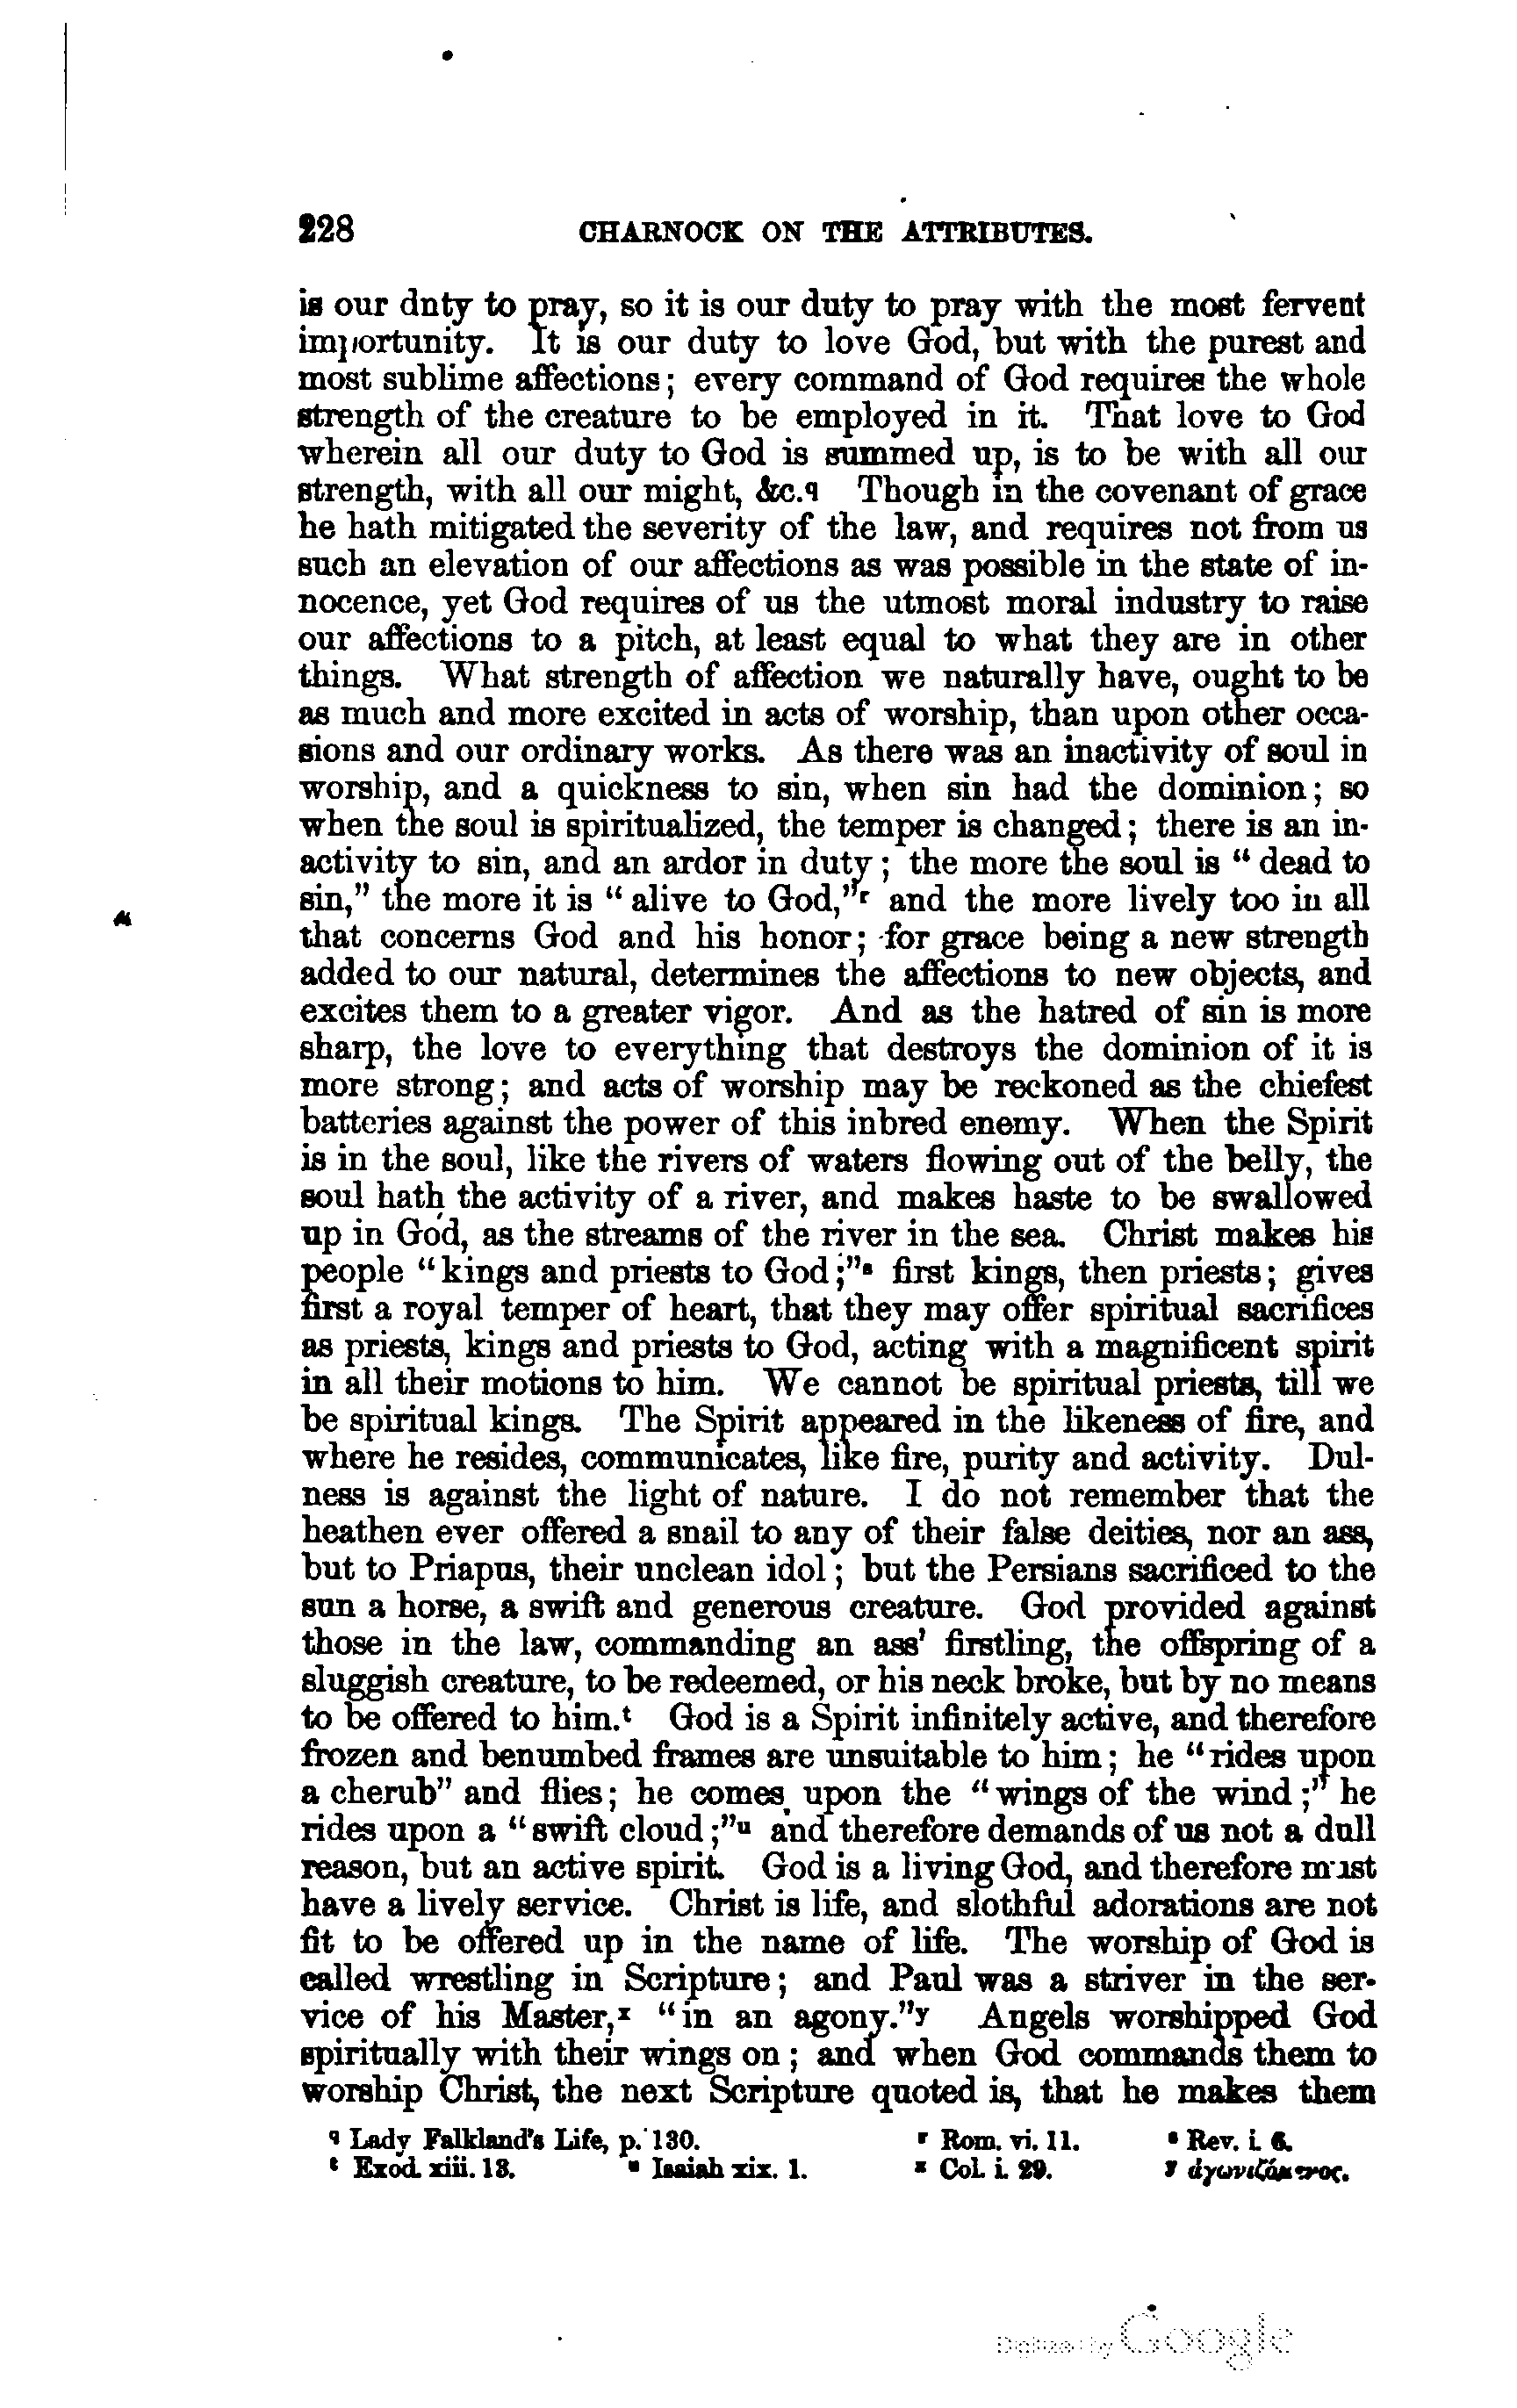 228 CHARNOCK ON THE ATTRIBUTES.
is our dnty to pray, so it is our duty to pray with the most fervent
importunity. It is our duty to love God, but with the purest and
most sublime affections; every command of God requires the whole
strength of the creature to be employed in it. That love to God
wherein all our duty to God is summed up, is to be with all our
strength, with all our might, &c.q Though in the covenant of grace
he hath mitigated the severity of the law, and requires not from us
such an elevation of our affections as was possible in the state of in-
nocence, yet God requires of us the utmost moral industry to raise
our affections to a pitch, at least equal to what they are in other
things. What strength of affection we naturally have, ought to be
as much and more excited in acts of worship, than upon other occa-
sions and our ordinary works. As there was an inactivity of soul in
worship, and a quickness to sin, when sin had the dominion; so
when the soul is spiritualized, the temper is changed; there is an in-
activity to sin, and an ardor in duty; the more the soul is "dead to
sin," the more it is "alive to God,"r and the more lively too in all
that concerns God and his honor; for grace being a new strength
added to our natural, determines the affections to new objects, and
excites them to a greater vigor. And as the hatred of sin is more
sharp, the love to everything that destroys the dominion of it is
more strong; and acts of worship may be reckoned as the chiefest
batteries against the power of this inbred enemy. When the Spirit
is in the soul, like the rivers of waters flowing out of the belly, the
soul hath the activity of a river, and makes haste to be swallowed
up in God, as the streams of the river in the sea. Christ makes his
people "kings and priests to God;"s first kings, then priests; gives
first a royal temper of heart, that they may offer spiritual sacrifices
as priests, kings and priests to God, acting with a magnificent spirit
in all their motions to him. We cannot be spiritual priests, till we
be spiritual kings. The Spirit appeared in the likeness of fire, and
where he resides, communicates, like fire, purity and activity. Dul-
ness is against the light of nature. I do not remember that the
heathen ever offered a snail to any of their false deities, nor an ass,
but to Priapus, their unclean idol; but the Persians sacrificed to the
sun a horse, a swift and generous creature. God provided against
those in the law, commanding an ass' firstling, the offspring of a
sluggish creature, to be redeemed, or his neck broke, but by no means
to be offered to him.t God is a Spirit infinitely active, and therefore
frozen and benumbed frames are unsuitable to him; he "rides upon
a cherub" and flies; he comes upon the "wings of the wind;" he
rides upon a "swift cloud;"u and therefore demands of us not a dull
reason, but an active spirit. God is a living God, and therefore must
have a lively service. Christ is life, and slothful adorations are not
fit to be offered up in the name of life. The worship of God is
called wrestling in Scripture; and Paul was a striver in the ser-
vice of his Master,x "in an agony."y Angels worshipped God
spiritually with their wings on; and when God commands them to
worship Christ, the next Scripture quoted is, that he makes them
q Lady Falkland's Life, p. 130. r Rom. vi. 11. s Rev. i. 6.
t Exod. xiii. 13. u Isaiah xix. 1. x Col. i. 29. y ἀγωνιζόμενος.
Digitized by Google